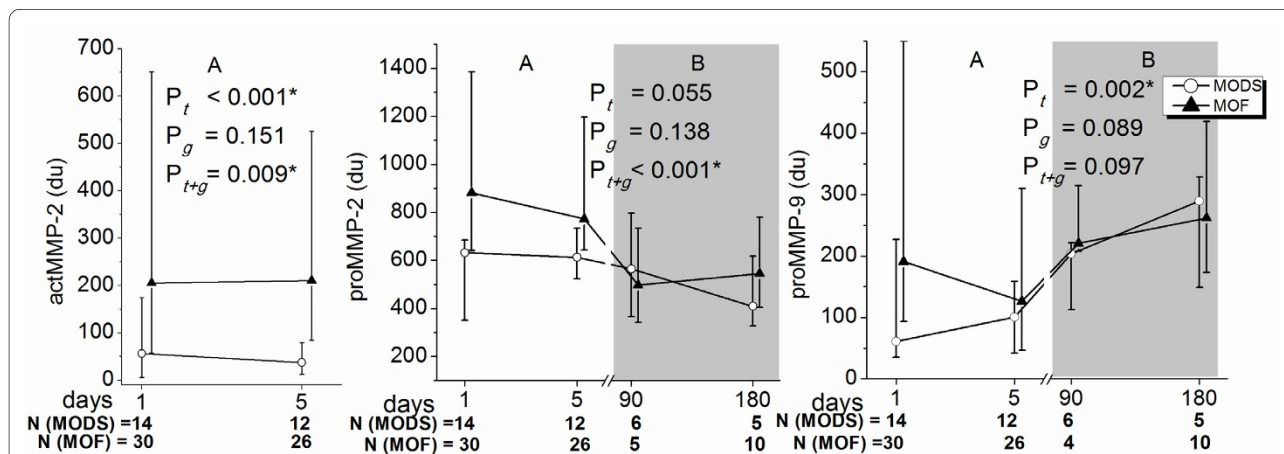 A
P_t < 0.001*
P_g = 0.151
P_t+g = 0.009*
actMMP-2 (du)
700
600
500
400
300
250
200
150
100
50
0
1 5
days
N (MODS) =14 12
N (MOF) = 30 26
A B
P_t = 0.055
P_g = 0.138
P_t+g < 0.001*
proMMP-2 (du)
1400
1200
1000
800
600
400
200
1 5 90 180
days
N (MODS) =14 12 6 5
N (MOF) = 30 26 5 10
A B
MODS
MOF
P_t = 0.002*
P_g = 0.089
P_t+g = 0.097
proMMP-9 (du)
500
400
300
200
100
0
1 5 90 180
days
N (MODS) = 14 12 6 5
N (MOF) =30 26 4 10